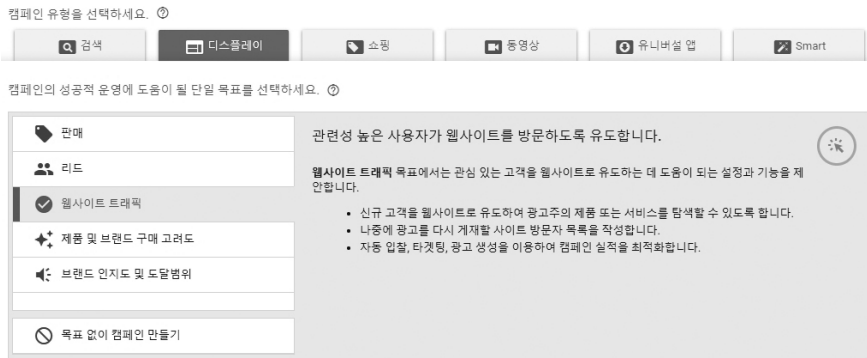 캠페인 유형을 선택하세요.
검색
디스플레이
쇼핑
동영상
유니버설 앱
Smart
캠페인의 성공적 운영에 도움이 될 단일 목표를 선택하세요.
판매
리드
웹사이트 트래픽
제품 및 브랜드 구매 고려도
브랜드 인지도 및 도달범위
목표 없이 캠페인 만들기
관련성 높은 사용자가 웹사이트를 방문하도록 유도합니다.
웹사이트 트래픽 목표에서는 관심 있는 고객을 웹사이트로 유도하는 데 도움이 되는 설정과 기능을 제
안합니다.
• 신규 고객을 웹사이트로 유도하여 광고주의 제품 또는 서비스를 탐색할 수 있도록 합니다.
• 나중에 광고를 다시 게재할 사이트 방문자 목록을 작성합니다.
• 자동 입찰, 타겟팅, 광고 생성을 이용하여 캠페인 실적을 최적화합니다.